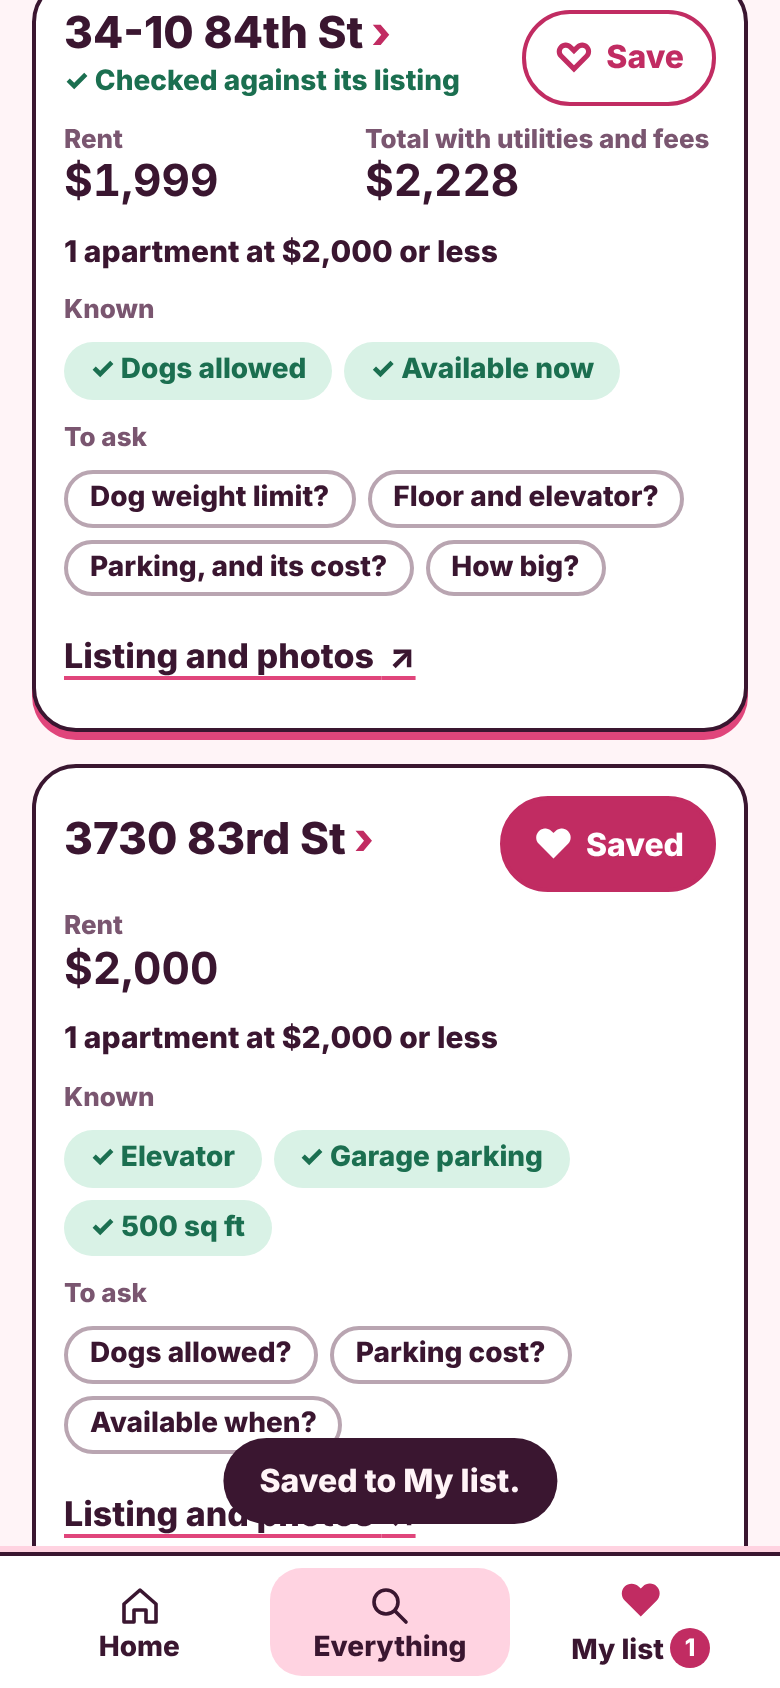 34-10 84th St ›
✓ Checked against its listing
Save
Rent
$1,999
Total with utilities and fees
$2,228
1 apartment at $2,000 or less
Known
✓ Dogs allowed
✓ Available now
To ask
Dog weight limit?
Floor and elevator?
Parking, and its cost?
How big?
Listing and photos ↗
3730 83rd St ›
Saved
Rent
$2,000
1 apartment at $2,000 or less
Known
✓ Elevator
✓ Garage parking
✓ 500 sq ft
To ask
Dogs allowed?
Parking cost?
Available when?
Saved to My list.
Listing and photos
Home
Everything
My list 1